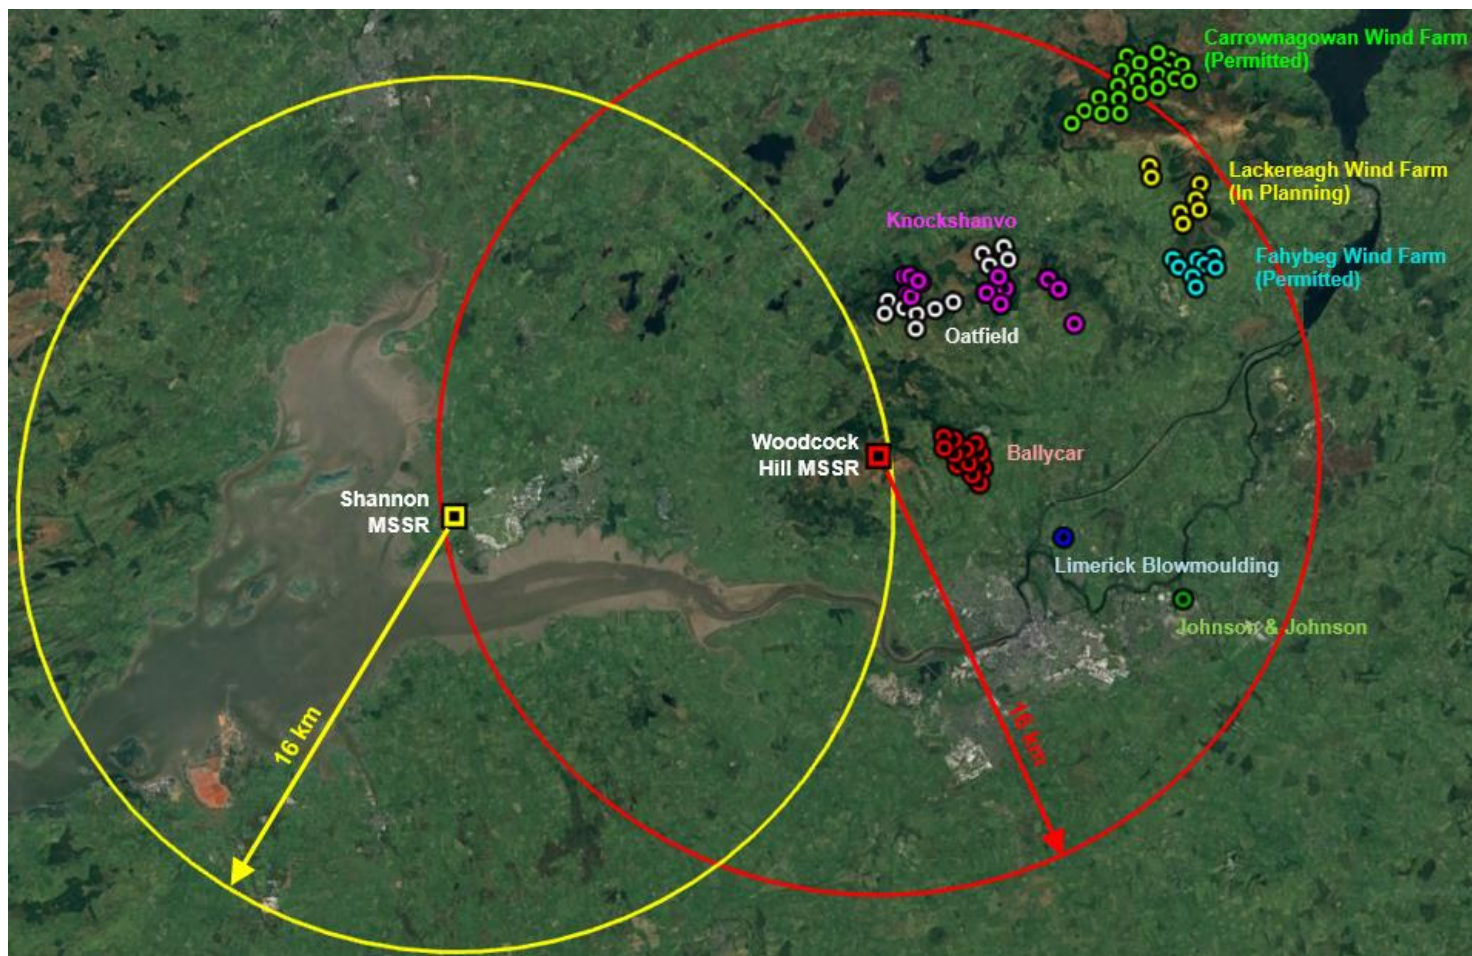 Carrownagowan Wind Farm
(Permitted)
Lackereagh Wind Farm
(In Planning)
Knockshanvo
Fahybeg Wind Farm
(Permitted)
Oatfield
Woodcock
Hill MSSR
Ballycar
Shannon
MSSR
Limerick Blowmoulding
Johnson & Johnson
16 km
16 km